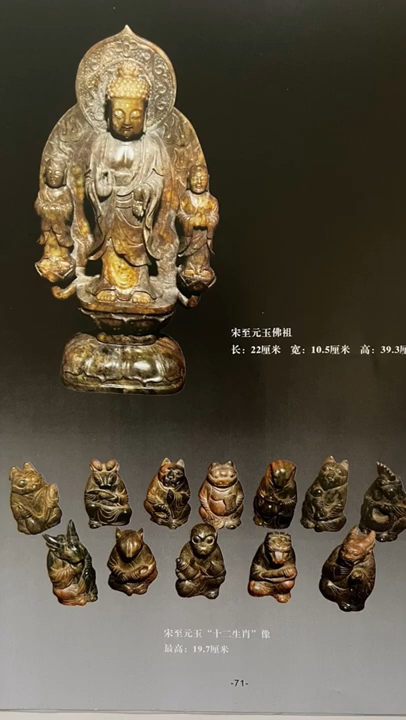 宋至元玉佛祖
长：22厘米 宽：10.5厘米 高：39.3厘
宋至元玉“十二生肖”像
最高：19.7厘米
-71-